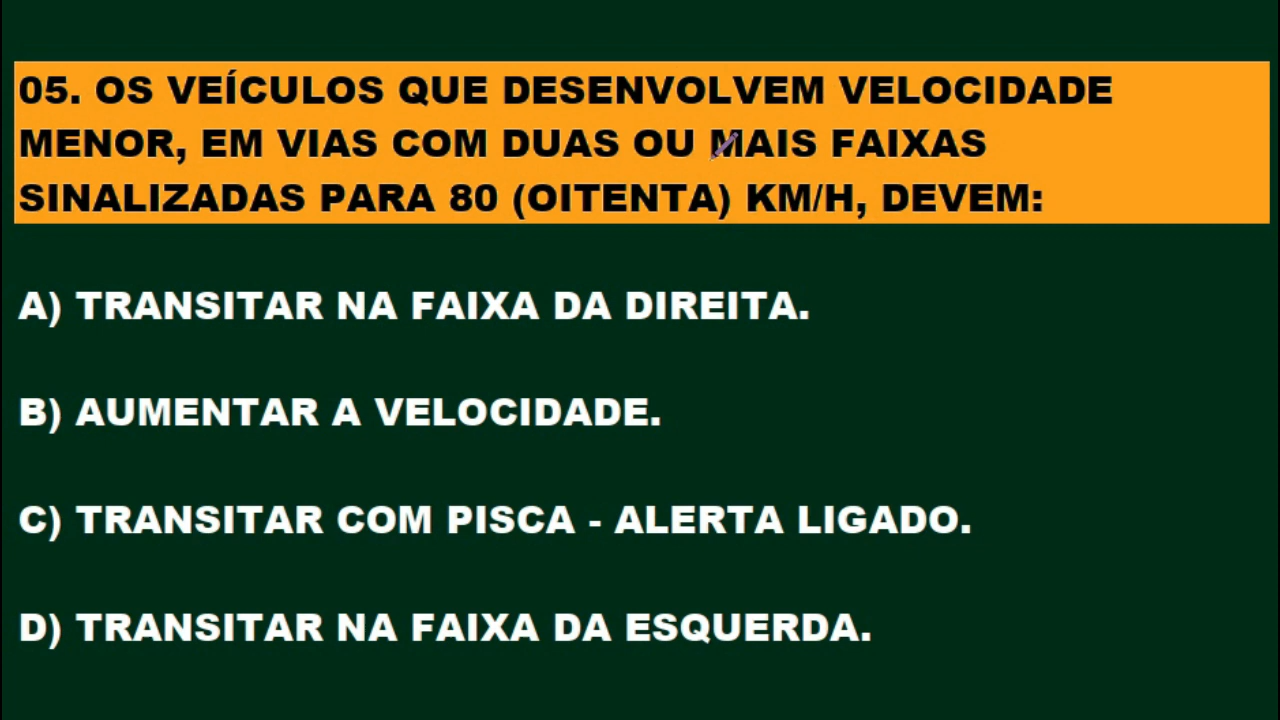 05. OS VEÍCULOS QUE DESENVOLVEM VELOCIDADE
MENOR, EM VIAS COM DUAS OU MAIS FAIXAS
SINALIZADAS PARA 80 (OITENTA) KM/H, DEVEM:
A) TRANSITAR NA FAIXA DA DIREITA.
B) AUMENTAR A VELOCIDADE.
C) TRANSITAR COM PISCA - ALERTA LIGADO.
D) TRANSITAR NA FAIXA DA ESQUERDA.